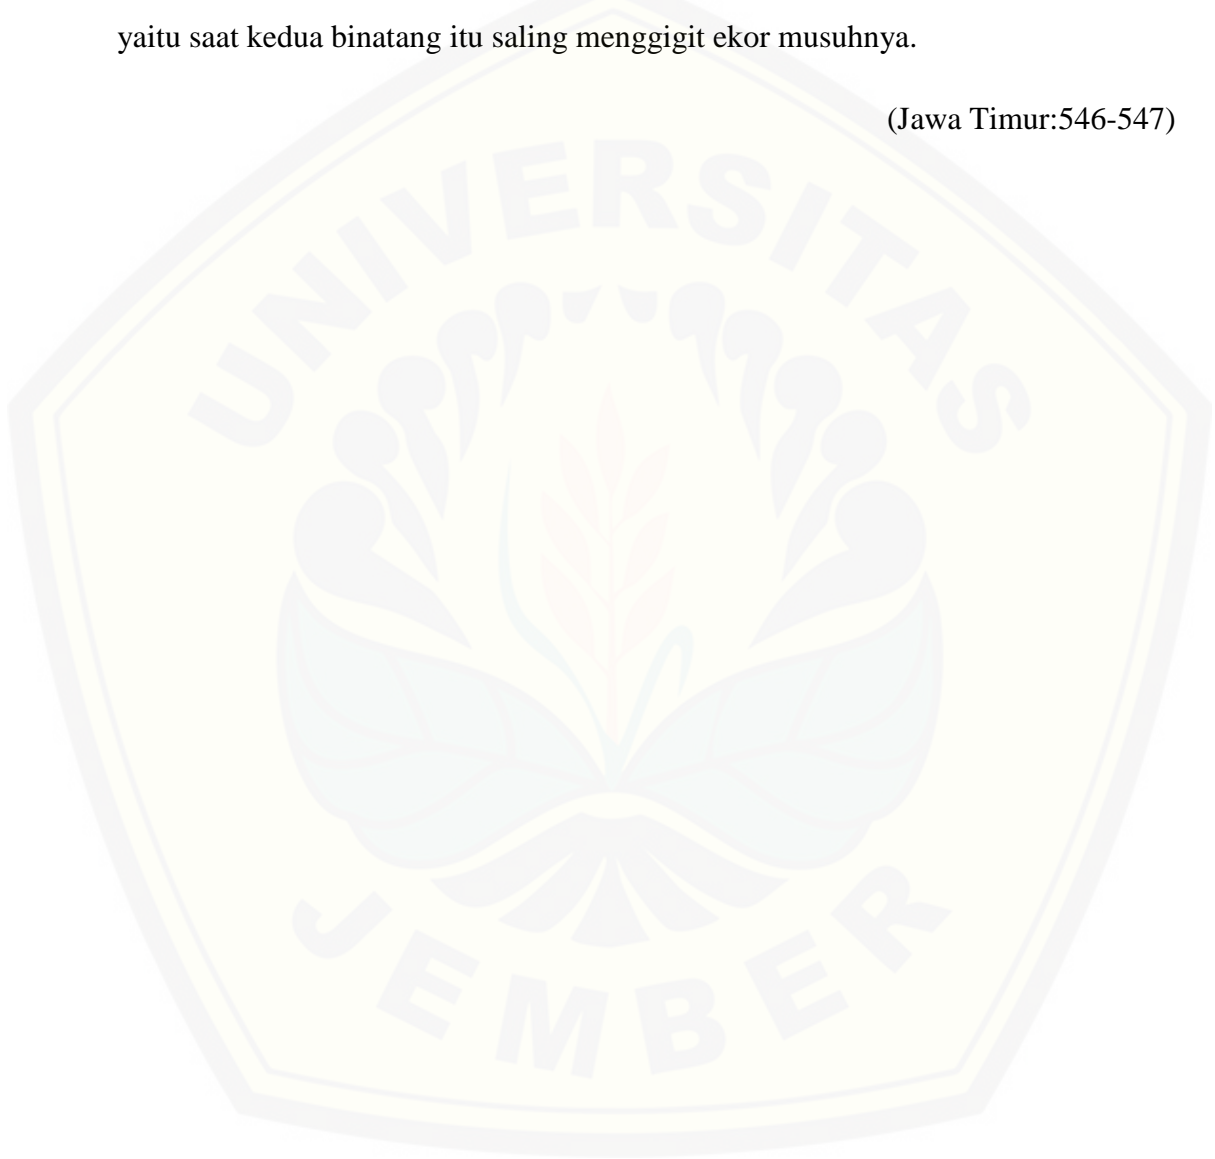 yaitu saat kedua binatang itu saling menggigit ekor musuhnya.
(Jawa Timur:546-547)
UNIVERSITAS
JEMBER